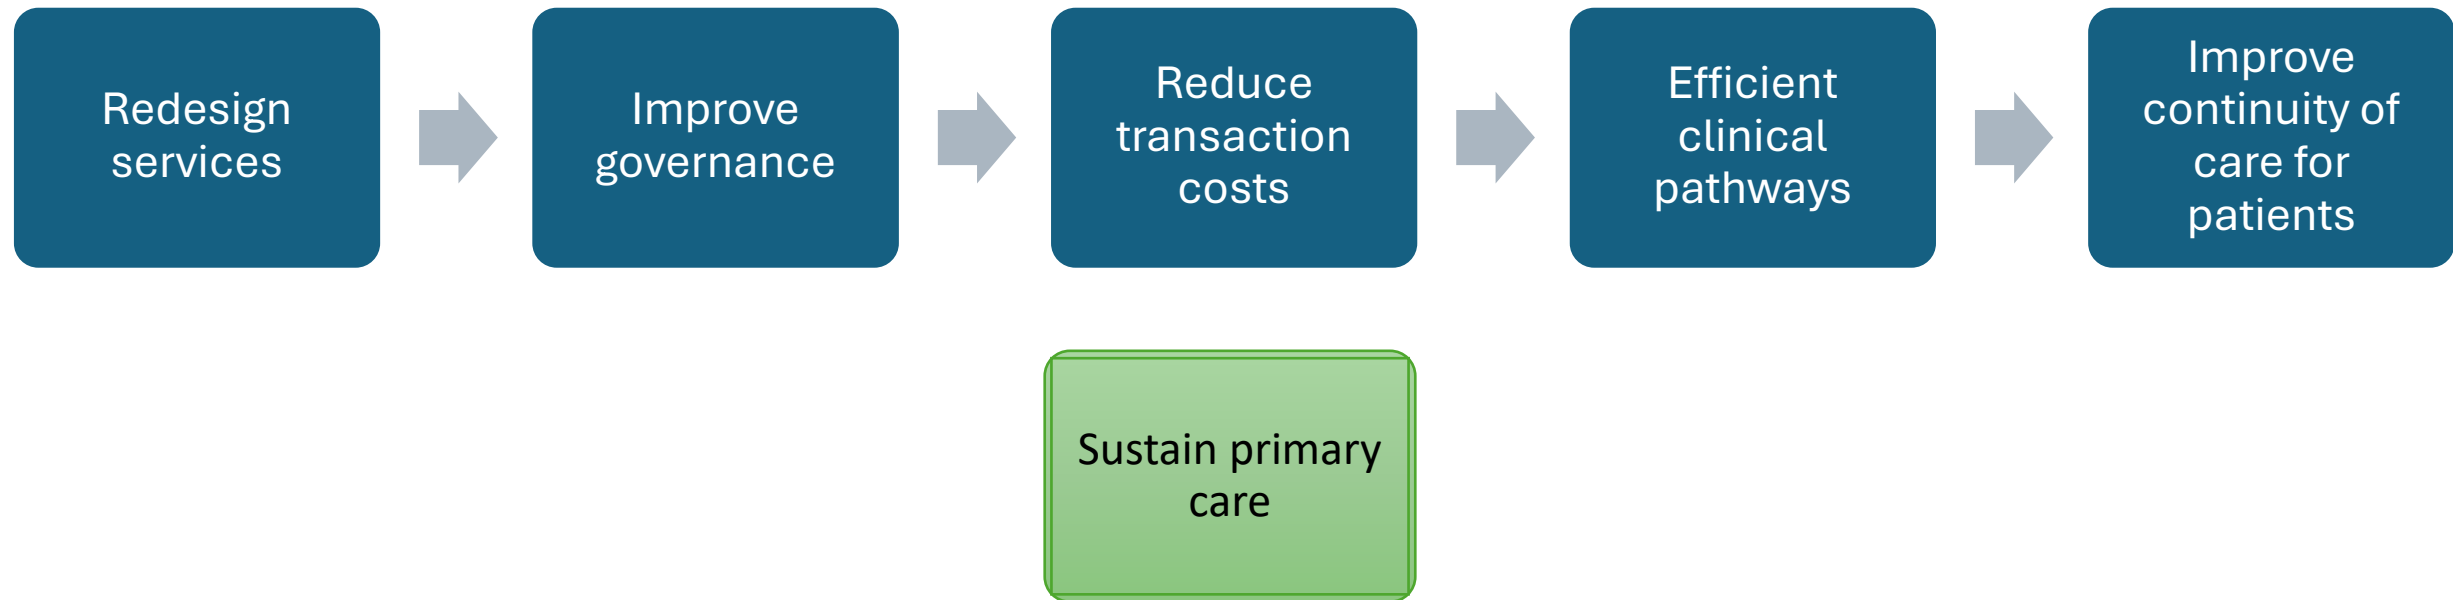 Redesign
services
Improve
governance
Reduce
transaction
costs
Efficient
clinical
pathways
Improve
continuity of
care for
patients
Sustain primary
care